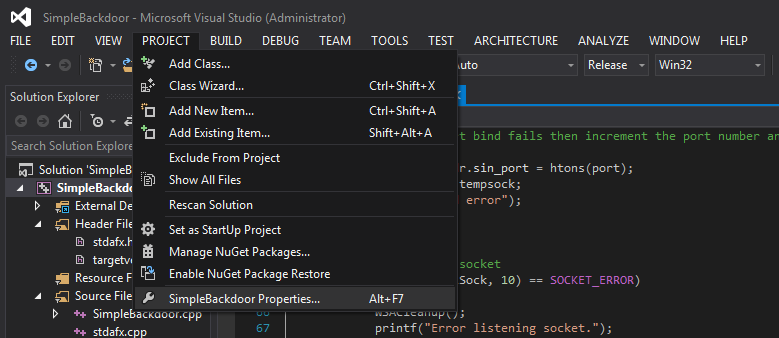 SimpleBackdoor - Microsoft Visual Studio (Administrator)
FILE EDIT VIEW PROJECT BUILD DEBUG TEAM TOOLS TEST ARCHITECTURE ANALYZE WINDOW HELP
Auto Release Win32
Solution Explorer
Search Solution Explore
Solution 'SimpleB
SimpleBackdo
External De
Header File
stdafx.h
targetve
Resource F
Source File
Simplebackdoor.cpp
stdafx.cpp
Add Class...
Class Wizard... Ctrl+Shift+X
Add New Item... Ctrl+Shift+A
Add Existing Item... Shift+Alt+A
Exclude From Project
Show All Files
Rescan Solution
Set as StartUp Project
Manage NuGet Packages...
Enable NuGet Package Restore
SimpleBackdoor Properties... Alt+F7
t bind fails then increment the port number an
r.sin_port = htons(port);
tempsock;
error");
socket
Sock, 10) == SOCKET_ERROR)
66 WSACleanup();
67 printf("Error listening socket.");